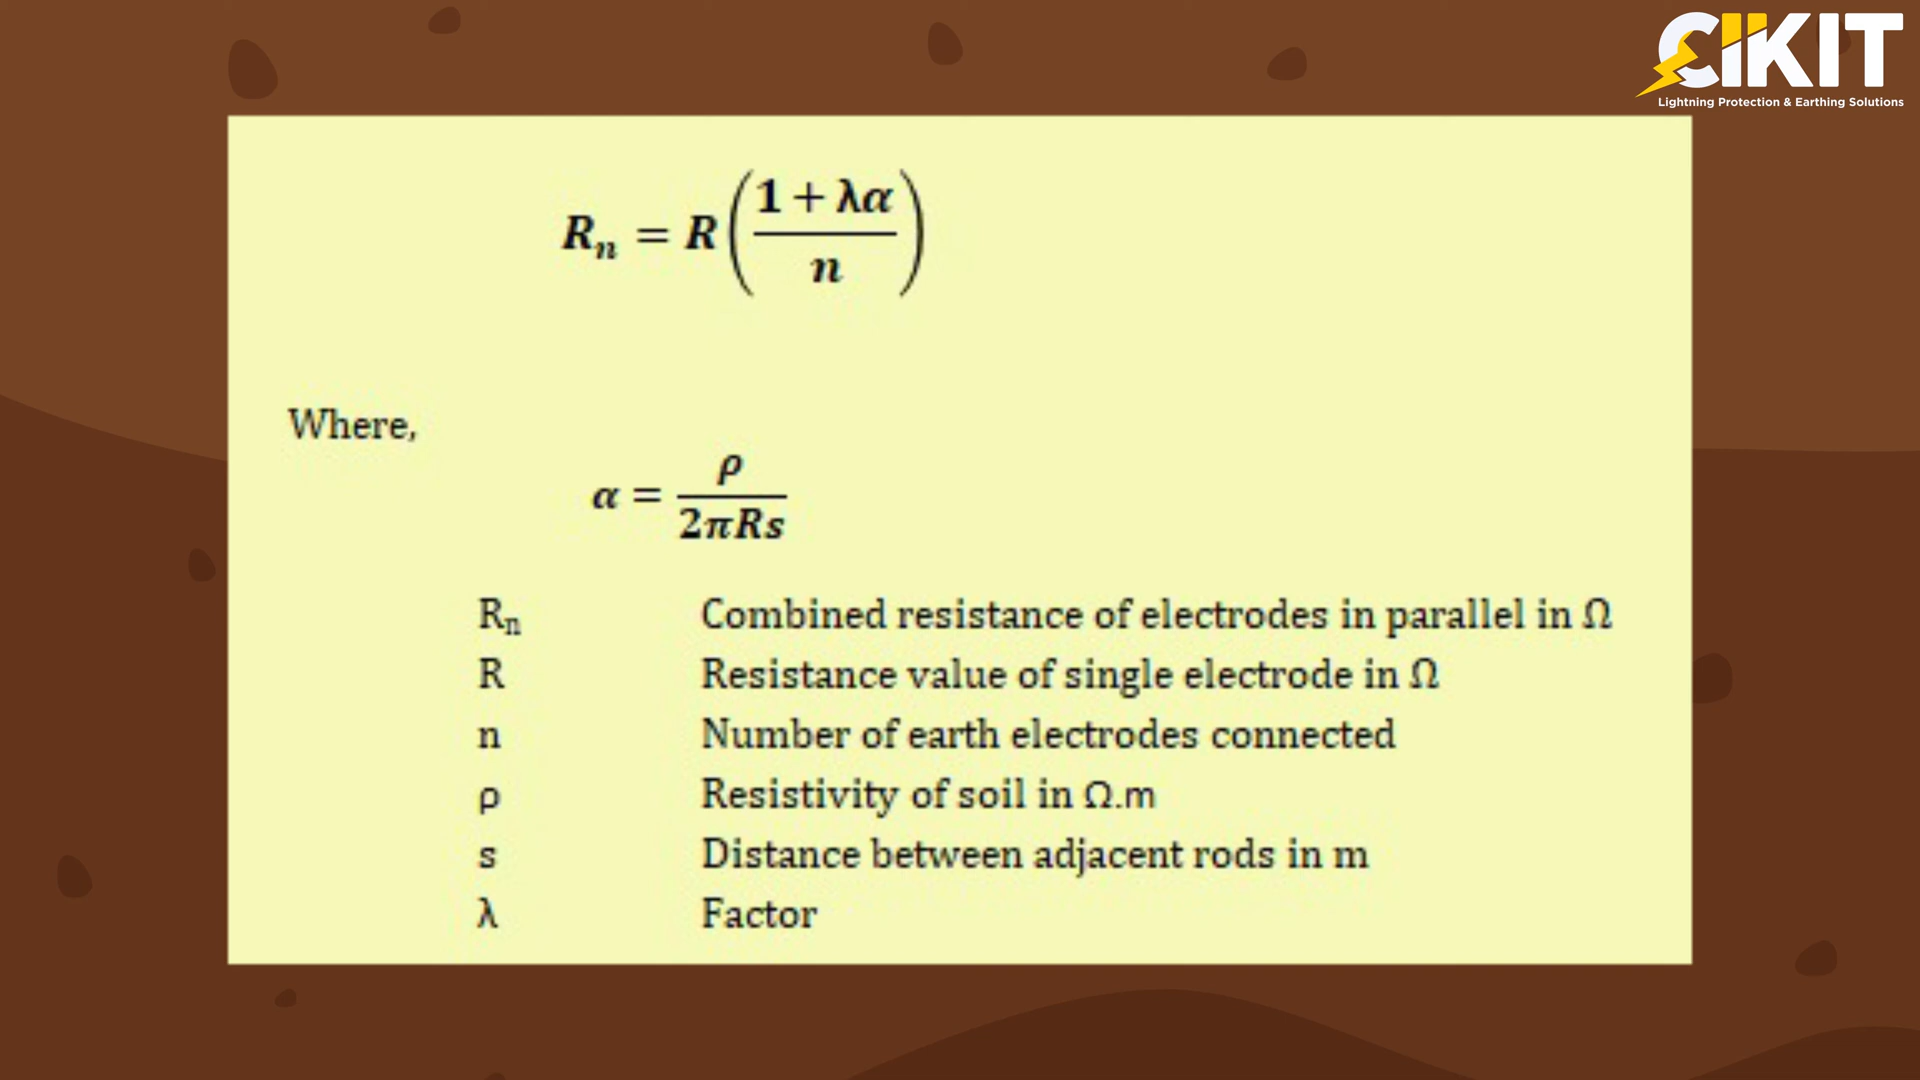 CIKIT
Lightning Protection & Earthing Solutions
Rₙ = R((1 + λα)/n)
Where,
α = ρ/(2πRs)
Rₙ Combined resistance of electrodes in parallel in Ω
R Resistance value of single electrode in Ω
n Number of earth electrodes connected
ρ Resistivity of soil in Ω.m
s Distance between adjacent rods in m
λ Factor